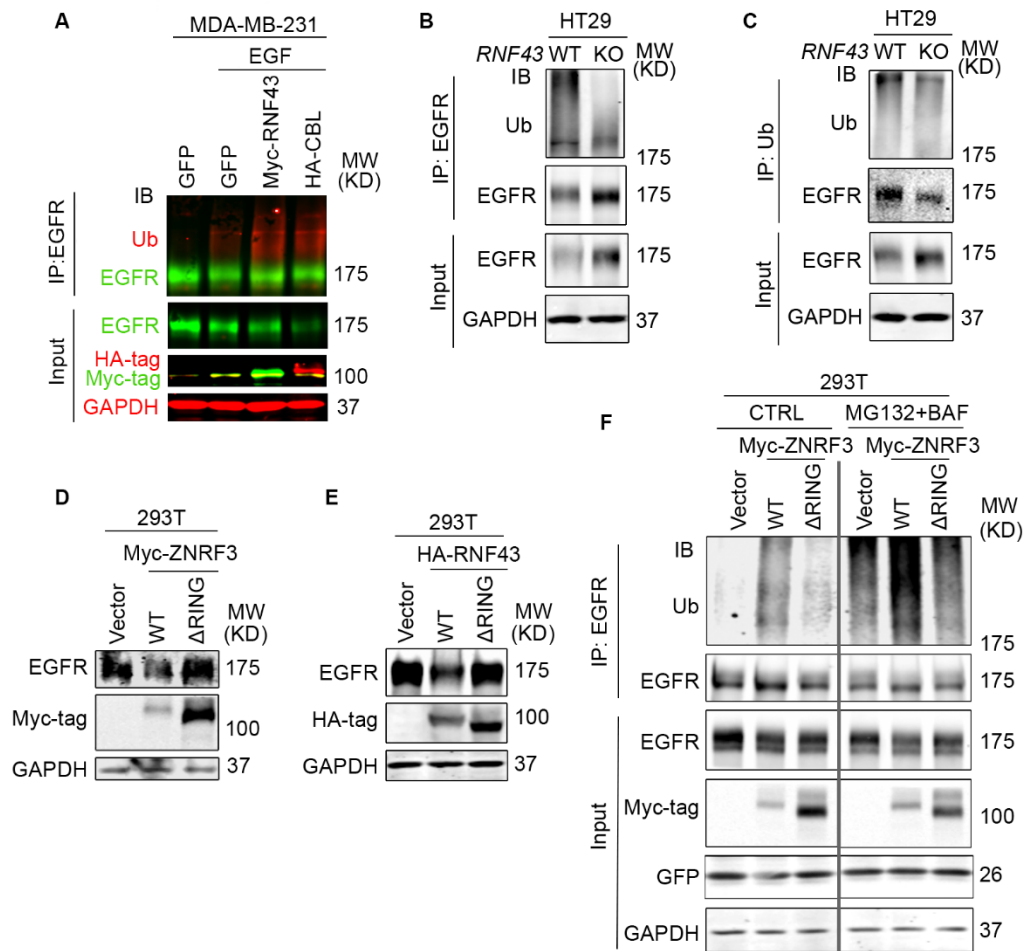 A
MDA-MB-231
EGF
GFP
GFP
Myc-RNF43
HA-CBL
MW
(KD)
IP:EGFR
IB
Ub
EGFR
175
Input
EGFR
175
HA-tag
Myc-tag
100
GAPDH
37
B
HT29
RNF43 WT KO MW
(KD)
IP: EGFR
IB
Ub
175
EGFR
175
Input
EGFR
175
GAPDH
37
C
HT29
RNF43 WT KO MW
(KD)
IP: Ub
IB
Ub
175
EGFR
175
Input
EGFR
175
GAPDH
37
D
293T
Myc-ZNRF3
Vector
WT
ΔRING
MW
(KD)
EGFR
175
Myc-tag
100
GAPDH
37
E
293T
HA-RNF43
Vector
WT
ΔRING
MW
(KD)
EGFR
175
HA-tag
100
GAPDH
37
F
293T
CTRL MG132+BAF
Myc-ZNRF3 Myc-ZNRF3
Vector
WT
ΔRING
Vector
WT
ΔRING
MW
(KD)
IP: EGFR
IB
Ub
175
EGFR
175
Input
EGFR
175
Myc-tag
100
GFP
26
GAPDH
37